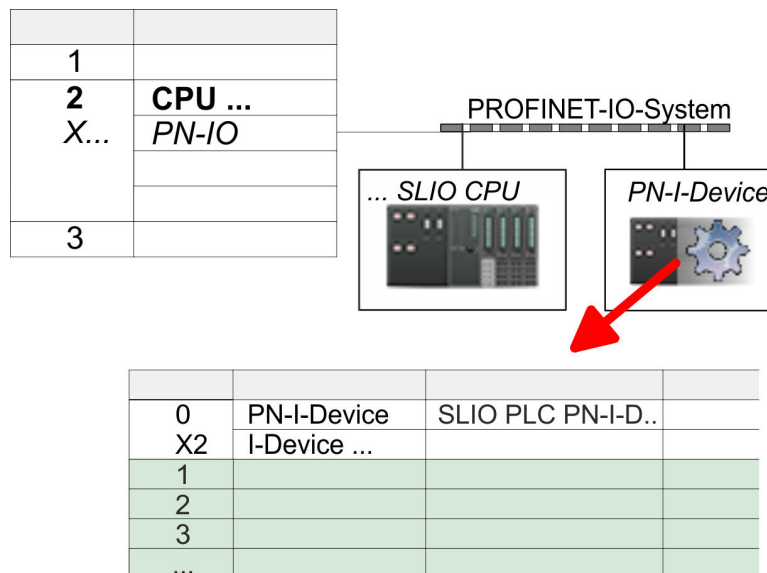 1
2 CPU ...
X... PN-IO
3
PROFINET-IO-System
... SLIO CPU
PN-I-Device
0 PN-I-Device SLIO PLC PN-I-D..
X2 I-Device ...
1
2
3
...